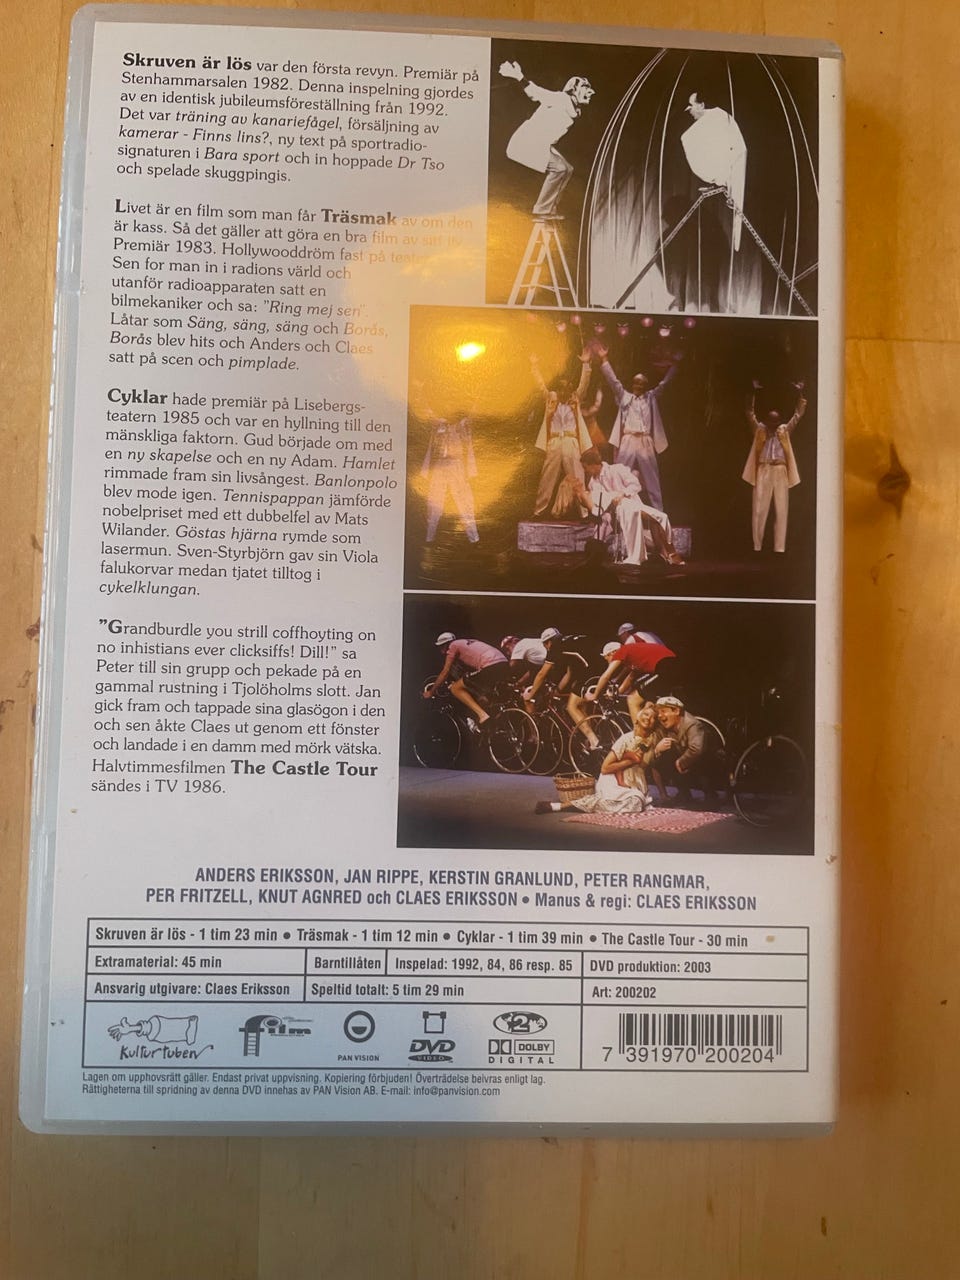 Skruven är lös var den första revyn. Premiär på
Stenhammarsalen 1982. Denna inspelning gjordes
av en identisk jubileumsföreställning från 1992.
Det var träning av kanariefågel, försäljning av
kamerar - Finns lins?, ny text på sportradio-
signaturen i Bara sport och in hoppade Dr Tso
och spelade skuggpingis.
Livet är en film som man får Träsmak av om den
är kass. Så det gäller att göra en bra film av sitt liv.
Premiär 1983. Hollywooddröm fast på teater.
Sen for man in i radions värld och
utanför radioapparaten satt en
bilmekaniker och sa: "Ring mej sen".
Låtar som Säng, säng, säng och Borås,
Borås blev hits och Anders och Claes
satt på scen och pimplade.
Cyklar hade premiär på Lisebergs-
teatern 1985 och var en hyllning till den
mänskliga faktorn. Gud började om med
en ny skapelse och en ny Adam. Hamlet
rimmade fram sin livsångest. Banlonpolo
blev mode igen. Tennispappan jämförde
nobelpriset med ett dubbelfel av Mats
Wilander. Göstas hjärna rymde som
lasermun. Sven-Styrbjörn gav sin Viola
falukorvar medan tjatet tilltog i
cykelklungan.
"Grandburdle you strill coffhoyting on
no inhistians ever clicksiffs! Dill!" sa
Peter till sin grupp och pekade på en
gammal rustning i Tjolöholms slott. Jan
gick fram och tappade sina glasögon i den
och sen åkte Claes ut genom ett fönster
och landade i en damm med mörk vätska.
Halvtimmesfilmen The Castle Tour
sändes i TV 1986.
ANDERS ERIKSSON, JAN RIPPE, KERSTIN GRANLUND, PETER RANGMAR,
PER FRITZELL, KNUT AGNRED och CLAES ERIKSSON • Manus & regi: CLAES ERIKSSON
Skruven är lös - 1 tim 23 min • Träsmak - 1 tim 12 min • Cyklar - 1 tim 39 min • The Castle Tour - 30 min
Extramaterial: 45 min Barntillåten Inspelad: 1992, 84, 86 resp. 85 DVD produktion: 2003
Ansvarig utgivare: Claes Eriksson Speltid totalt: 5 tim 29 min Art: 200202
Kulturtuben film PAN VISION DVD VIDEO 2 DOLBY DIGITAL
7 391970 200204
Lagen om upphovsrätt gäller. Endast privat uppvisning. Kopiering förbjuden! Överträdelse beivras enligt lag.
Rättigheterna till spridning av denna DVD innehas av PAN Vision AB. E-mail: info@panvision.com